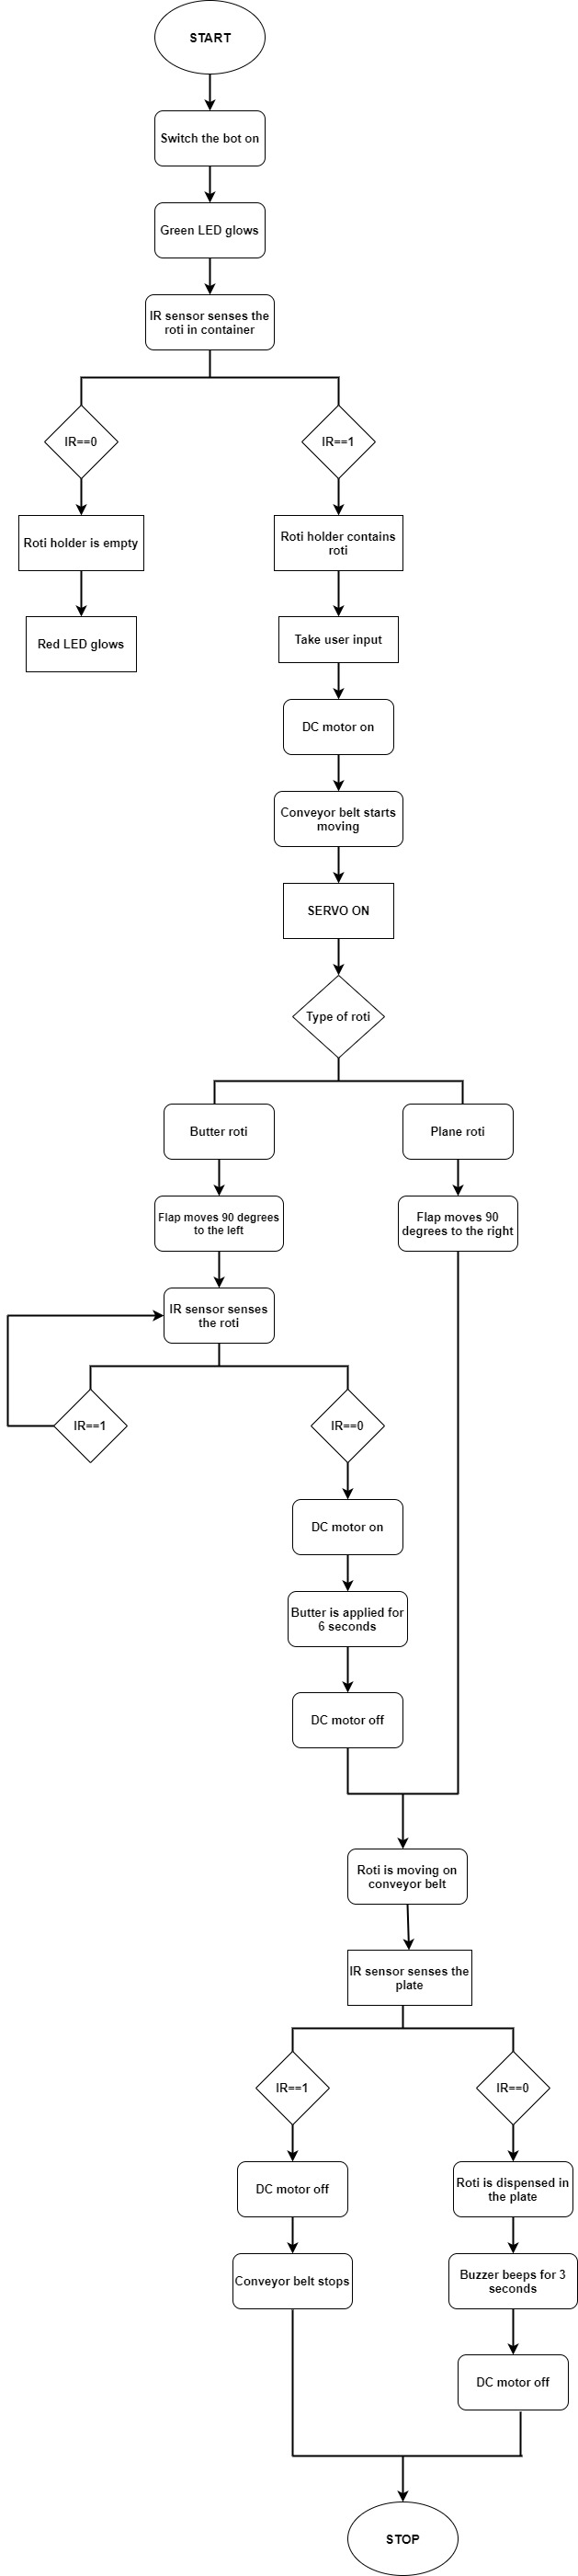 START
Switch the bot on
Green LED glows
IR sensor senses the
roti in container
IR==0
IR==1
Roti holder is empty
Roti holder contains
roti
Red LED glows
Take user input
DC motor on
Conveyor belt starts
moving
SERVO ON
Type of roti
Butter roti
Plane roti
Flap moves 90 degrees
to the left
Flap moves 90
degrees to the right
IR sensor senses
the roti
IR==1
IR==0
DC motor on
Butter is applied for
6 seconds
DC motor off
Roti is moving on
conveyor belt
IR sensor senses the
plate
IR==1
IR==0
DC motor off
Roti is dispensed in
the plate
Conveyor belt stops
Buzzer beeps for 3
seconds
DC motor off
STOP